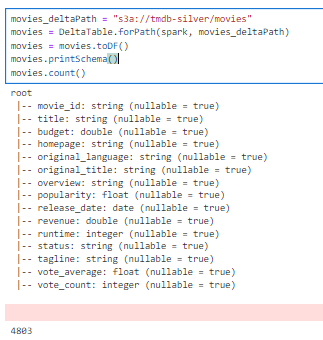 movies_deltaPath = "s3a://tmdb-silver/movies"
movies = DeltaTable.forPath(spark, movies_deltaPath)
movies = movies.toDF()
movies.printSchema()
movies.count()
root
 |-- movie_id: string (nullable = true)
 |-- title: string (nullable = true)
 |-- budget: double (nullable = true)
 |-- homepage: string (nullable = true)
 |-- original_language: string (nullable = true)
 |-- original_title: string (nullable = true)
 |-- overview: string (nullable = true)
 |-- popularity: float (nullable = true)
 |-- release_date: date (nullable = true)
 |-- revenue: double (nullable = true)
 |-- runtime: integer (nullable = true)
 |-- status: string (nullable = true)
 |-- tagline: string (nullable = true)
 |-- vote_average: float (nullable = true)
 |-- vote_count: integer (nullable = true)
4803